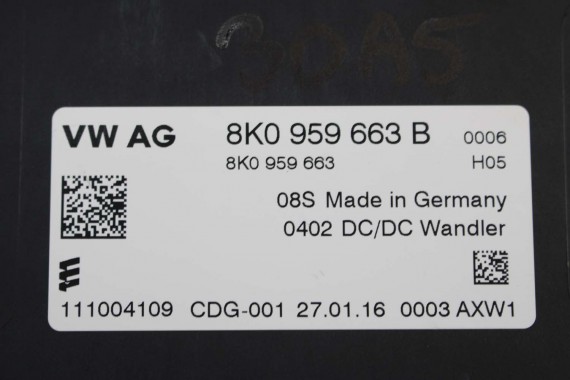 30A5
VW AG 8K0 959 663 B 0006
8K0 959 663 H05
08S Made in Germany
0402 DC/DC Wandler
111004109 CDG-001 27.01.16 0003 AXW1